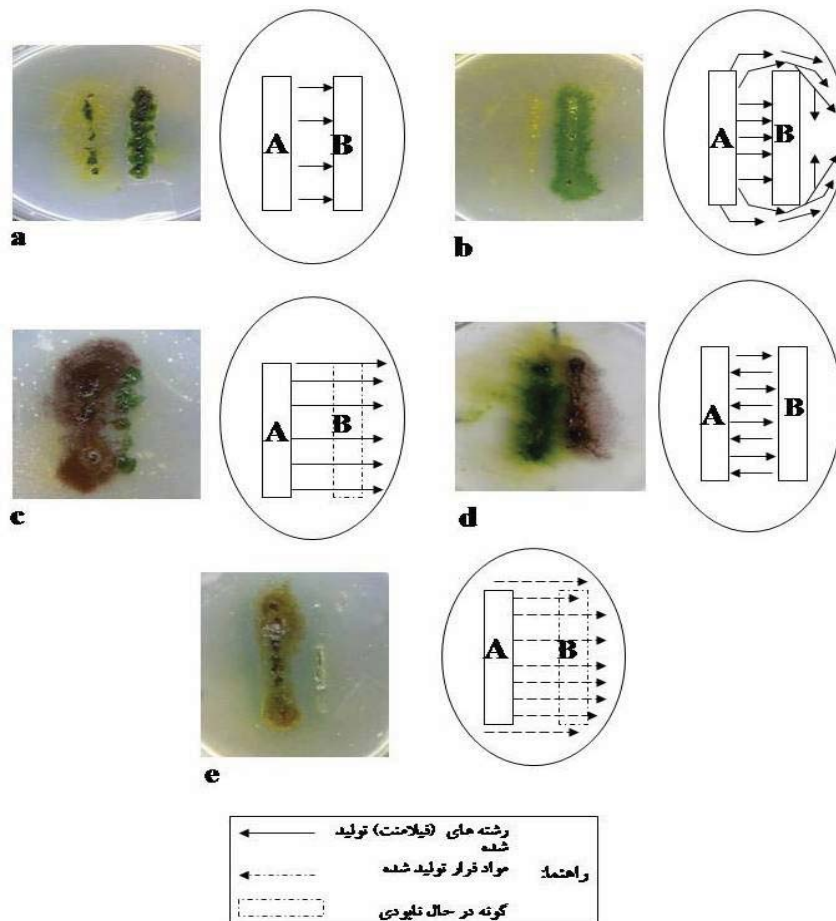 A B
a
A B
b
A B
c
A B
d
A B
e
راهنما:
رشته های (فیلامنت) تولید
شده
مواد فرار تولید شده
گونه در حال نابودی